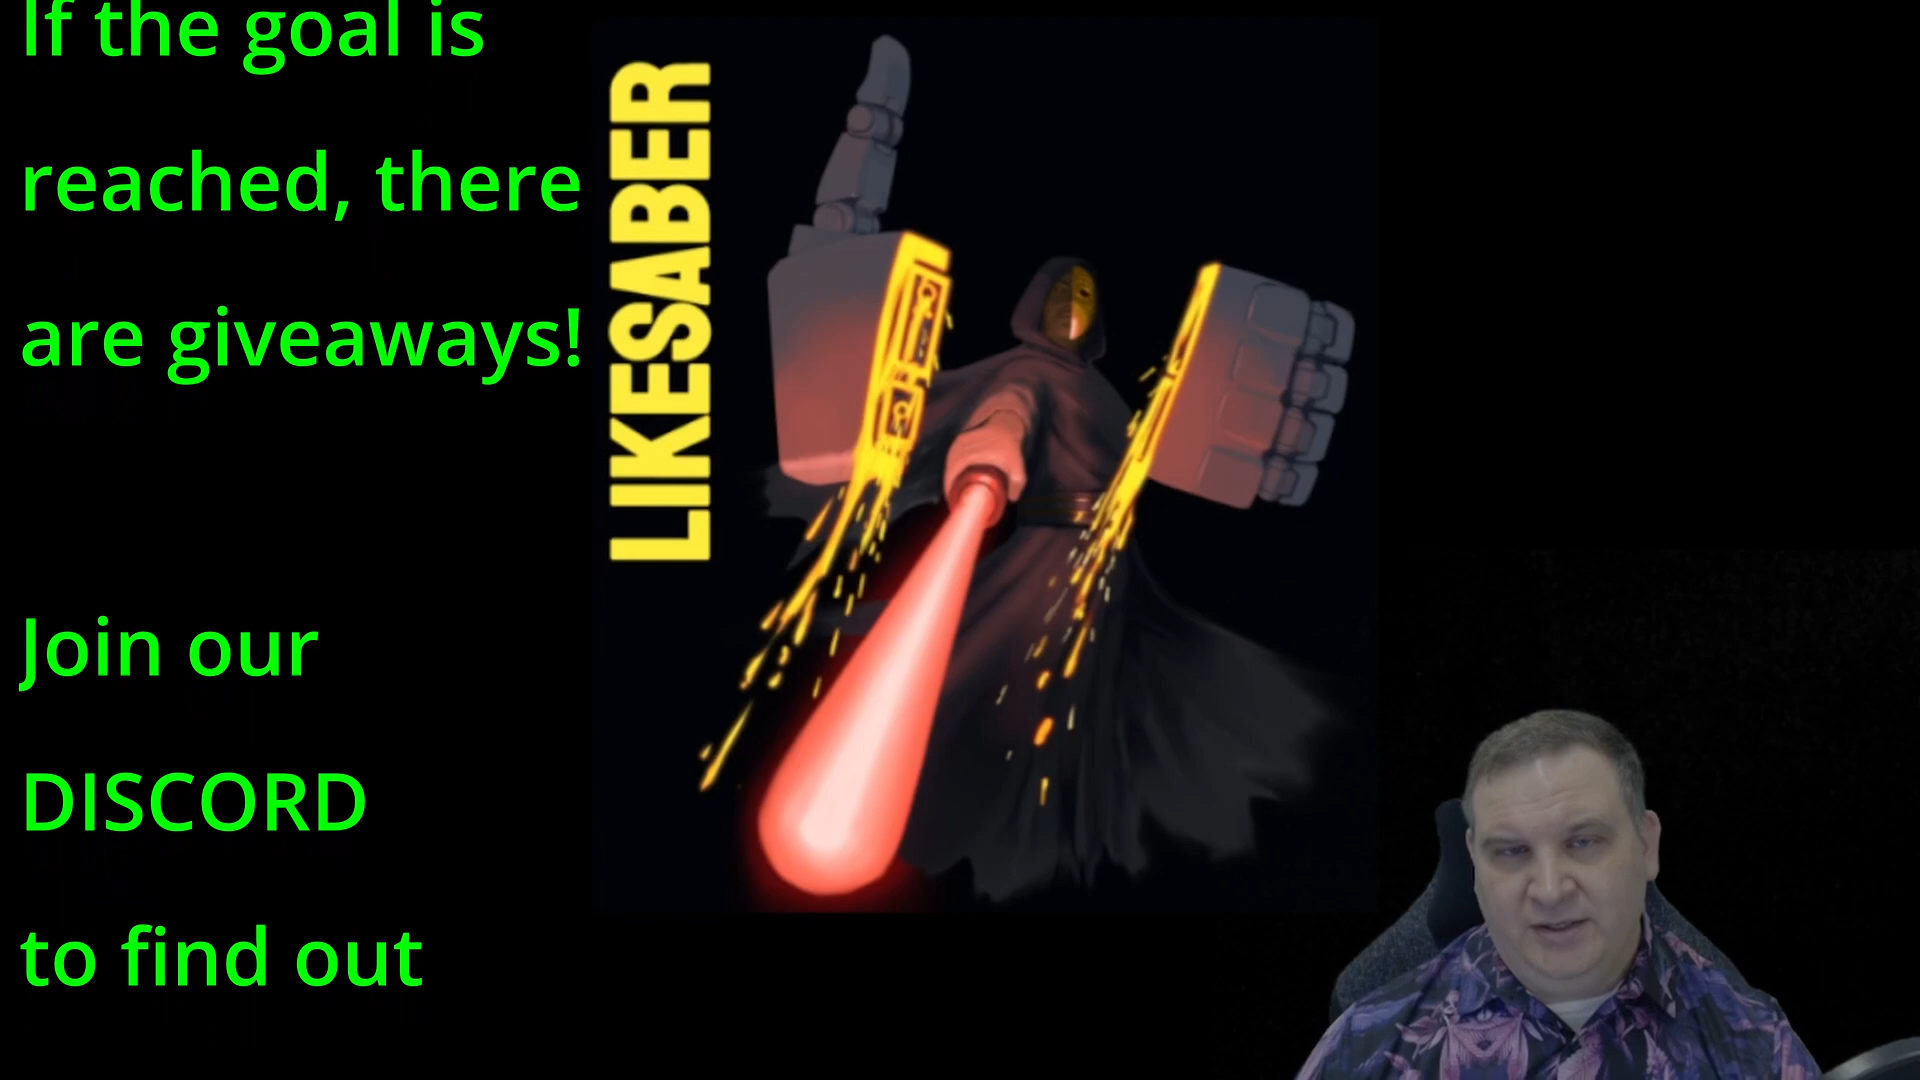 If the goal is
reached, there
are giveaways!
LIKESABER
Join our
DISCORD
to find out